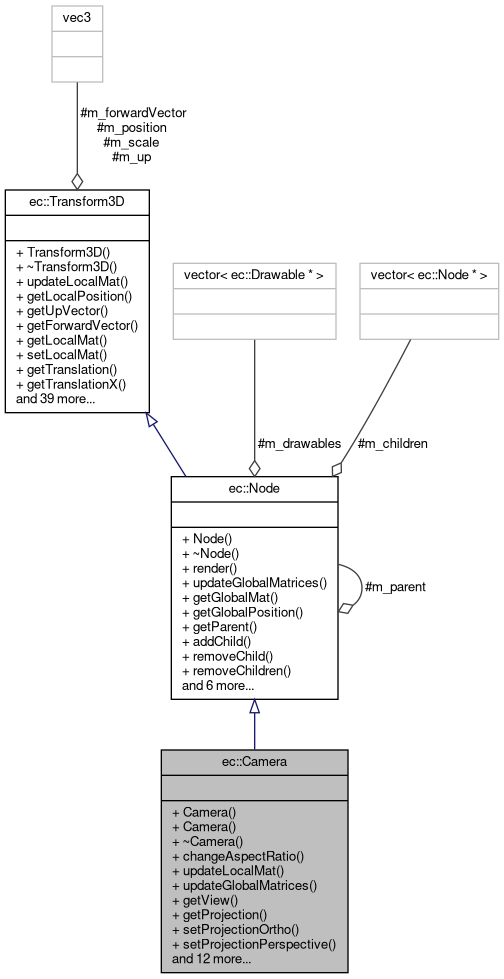 vec3
#m_forwardVector
#m_position
#m_scale
#m_up
ec::Transform3D
+ Transform3D()
+ ~Transform3D()
+ updateLocalMat()
+ getLocalPosition()
+ getUpVector()
+ getForwardVector()
+ getLocalMat()
+ setLocalMat()
+ getTranslation()
+ getTranslationX()
and 39 more...
vector< ec::Drawable * >
vector< ec::Node * >
#m_drawables
#m_children
ec::Node
+ Node()
+ ~Node()
+ render()
+ updateGlobalMatrices()
+ getGlobalMat()
+ getGlobalPosition()
+ getParent()
+ addChild()
+ removeChild()
+ removeChildren()
and 6 more...
#m_parent
ec::Camera
+ Camera()
+ Camera()
+ ~Camera()
+ changeAspectRatio()
+ updateLocalMat()
+ updateGlobalMatrices()
+ getView()
+ getProjection()
+ setProjectionOrtho()
+ setProjectionPerspective()
and 12 more...